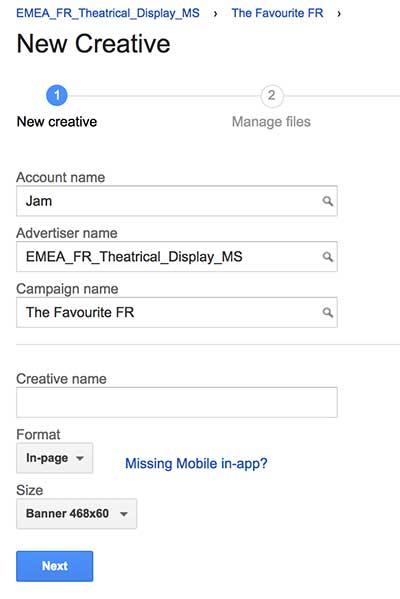 EMEA_FR_Theatrical_Display_MS › The Favourite FR ›
New Creative
1 2
New creative Manage files
Account name
Jam
Advertiser name
EMEA_FR_Theatrical_Display_MS
Campaign name
The Favourite FR
Creative name
Format
In-page Missing Mobile in-app?
Size
Banner 468x60
Next